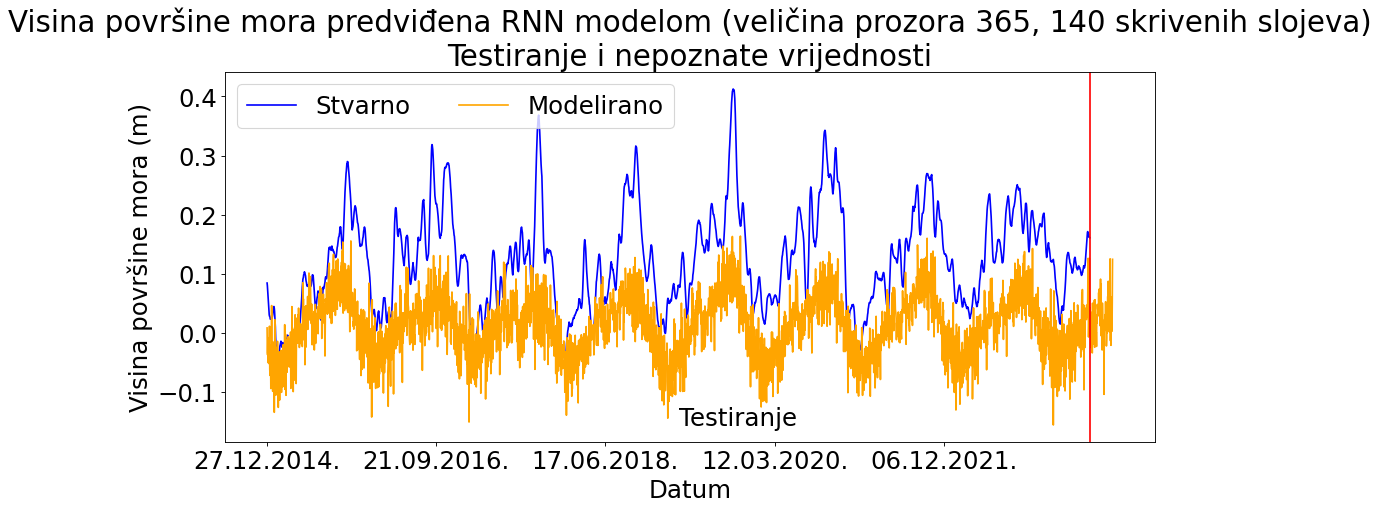 Visina površine mora predviđena RNN modelom (veličina prozora 365, 140 skrivenih slojeva)
Testiranje i nepoznate vrijednosti
Stvarno
Modelirano
Visina površine mora (m)
0.4
0.3
0.2
0.1
0.0
−0.1
Testiranje
27.12.2014.
21.09.2016.
17.06.2018.
12.03.2020.
06.12.2021.
Datum